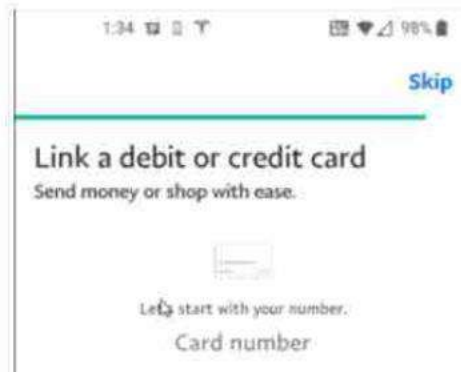 1:34
98%
Skip
Link a debit or credit card
Send money or shop with ease.
Let's start with your number.
Card number